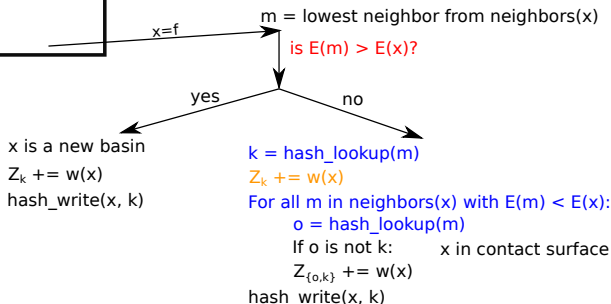 m = lowest neighbor from neighbors(x)
x=f
is E(m) > E(x)?
yes
no
x is a new basin
Zk += w(x)
hash_write(x, k)
k = hash_lookup(m)
Zk += w(x)
For all m in neighbors(x) with E(m) < E(x):
o = hash_lookup(m)
If o is not k: x in contact surface
Z{o,k} += w(x)
hash_write(x, k)